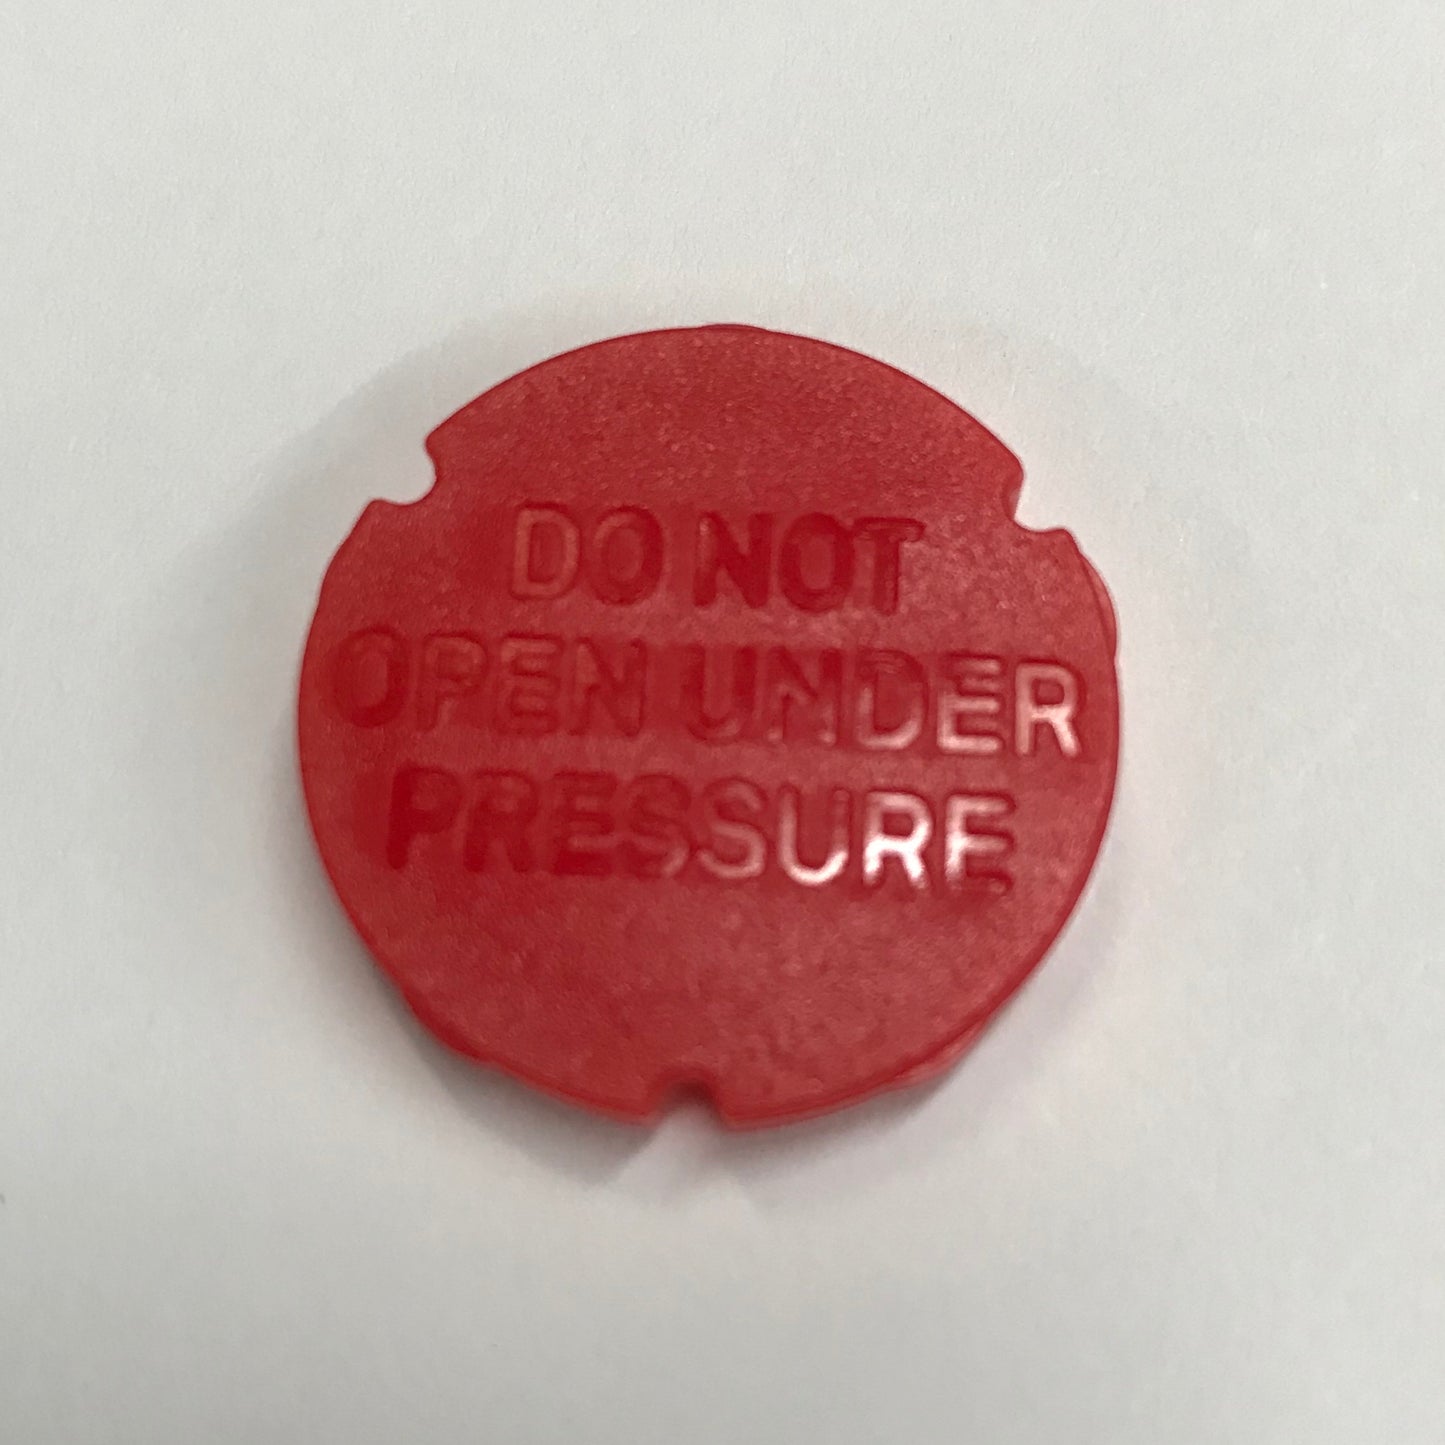 DO NOT
OPEN UNDER
PRESSURE